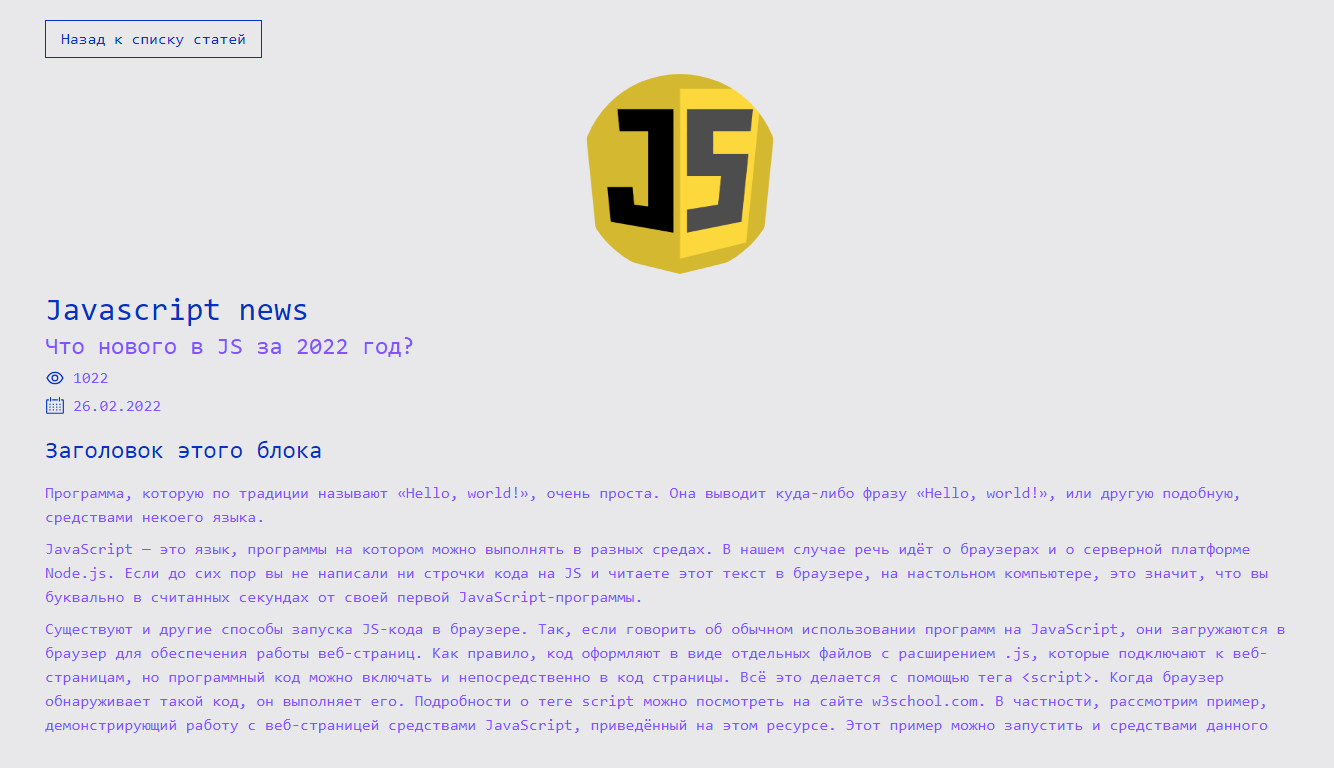 Назад к списку статей
JS
Javascript news
Что нового в JS за 2022 год?
1022
26.02.2022
Заголовок этого блока
Программа, которую по традиции называют «Hello, world!», очень проста. Она выводит куда-либо фразу «Hello, world!», или другую подобную,
средствами некоего языка.
JavaScript — это язык, программы на котором можно выполнять в разных средах. В нашем случае речь идёт о браузерах и о серверной платформе
Node.js. Если до сих пор вы не написали ни строчки кода на JS и читаете этот текст в браузере, на настольном компьютере, это значит, что вы
буквально в считанных секундах от своей первой JavaScript-программы.
Существуют и другие способы запуска JS-кода в браузере. Так, если говорить об обычном использовании программ на JavaScript, они загружаются в
браузер для обеспечения работы веб-страниц. Как правило, код оформляют в виде отдельных файлов с расширением .js, которые подключают к веб-
страницам, но программный код можно включать и непосредственно в код страницы. Всё это делается с помощью тега <script>. Когда браузер
обнаруживает такой код, он выполняет его. Подробности о теге script можно посмотреть на сайте w3school.com. В частности, рассмотрим пример,
демонстрирующий работу с веб-страницей средствами JavaScript, приведённый на этом ресурсе. Этот пример можно запустить и средствами данного